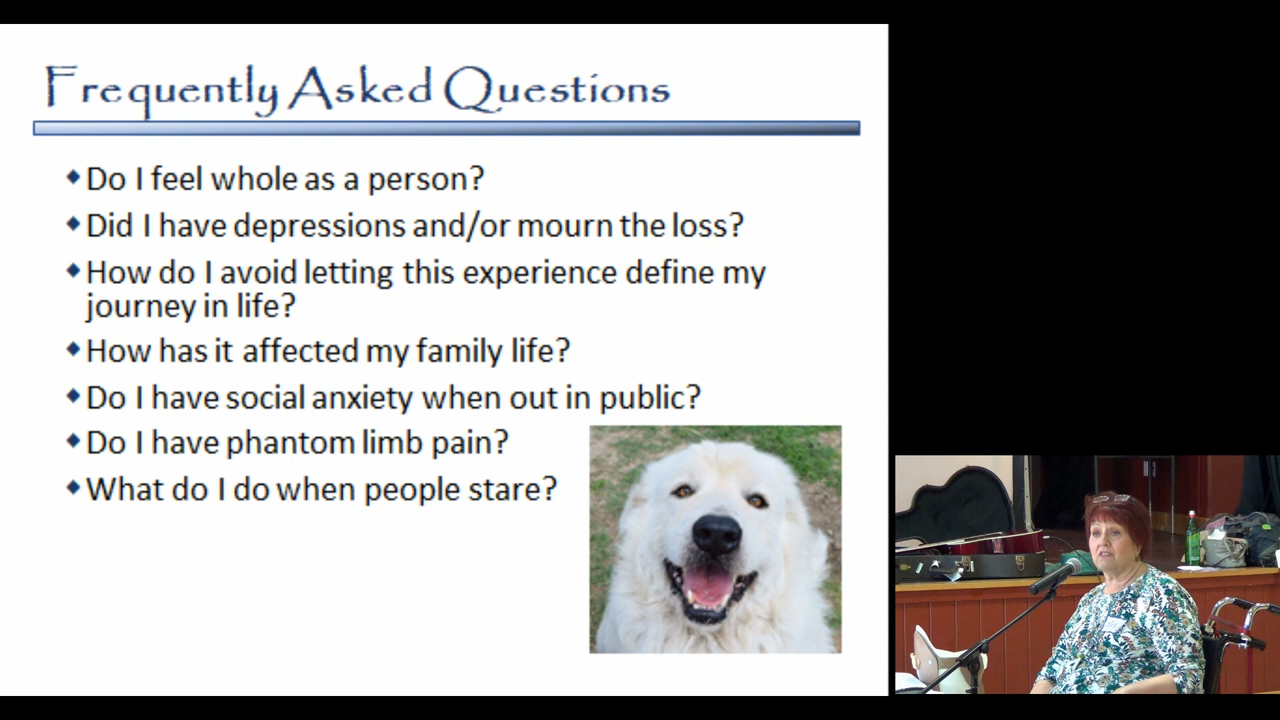 Frequently Asked Questions
Do I feel whole as a person?
Did I have depressions and/or mourn the loss?
How do I avoid letting this experience define my
journey in life?
How has it affected my family life?
Do I have social anxiety when out in public?
Do I have phantom limb pain?
What do I do when people stare?